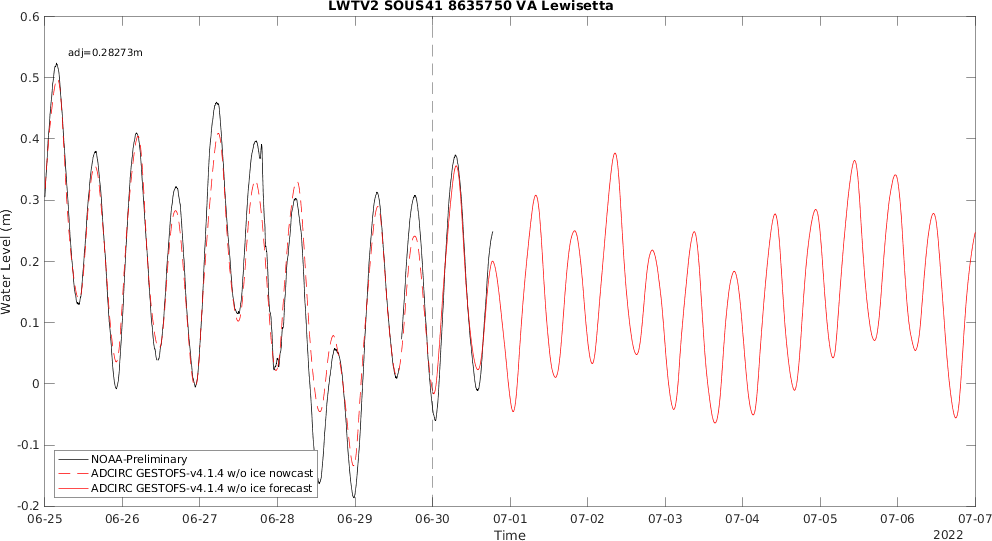 LWTV2 SOUS41 8635750 VA Lewisetta
adj=0.28273m
0.6
0.5
0.4
0.3
0.2
0.1
0
-0.1
-0.2
Water Level (m)
NOAA-Preliminary
ADCIRC GESTOFS-v4.1.4 w/o ice nowcast
ADCIRC GESTOFS-v4.1.4 w/o ice forecast
06-25 06-26 06-27 06-28 06-29 06-30 07-01 07-02 07-03 07-04 07-05 07-06 07-07
Time
2022